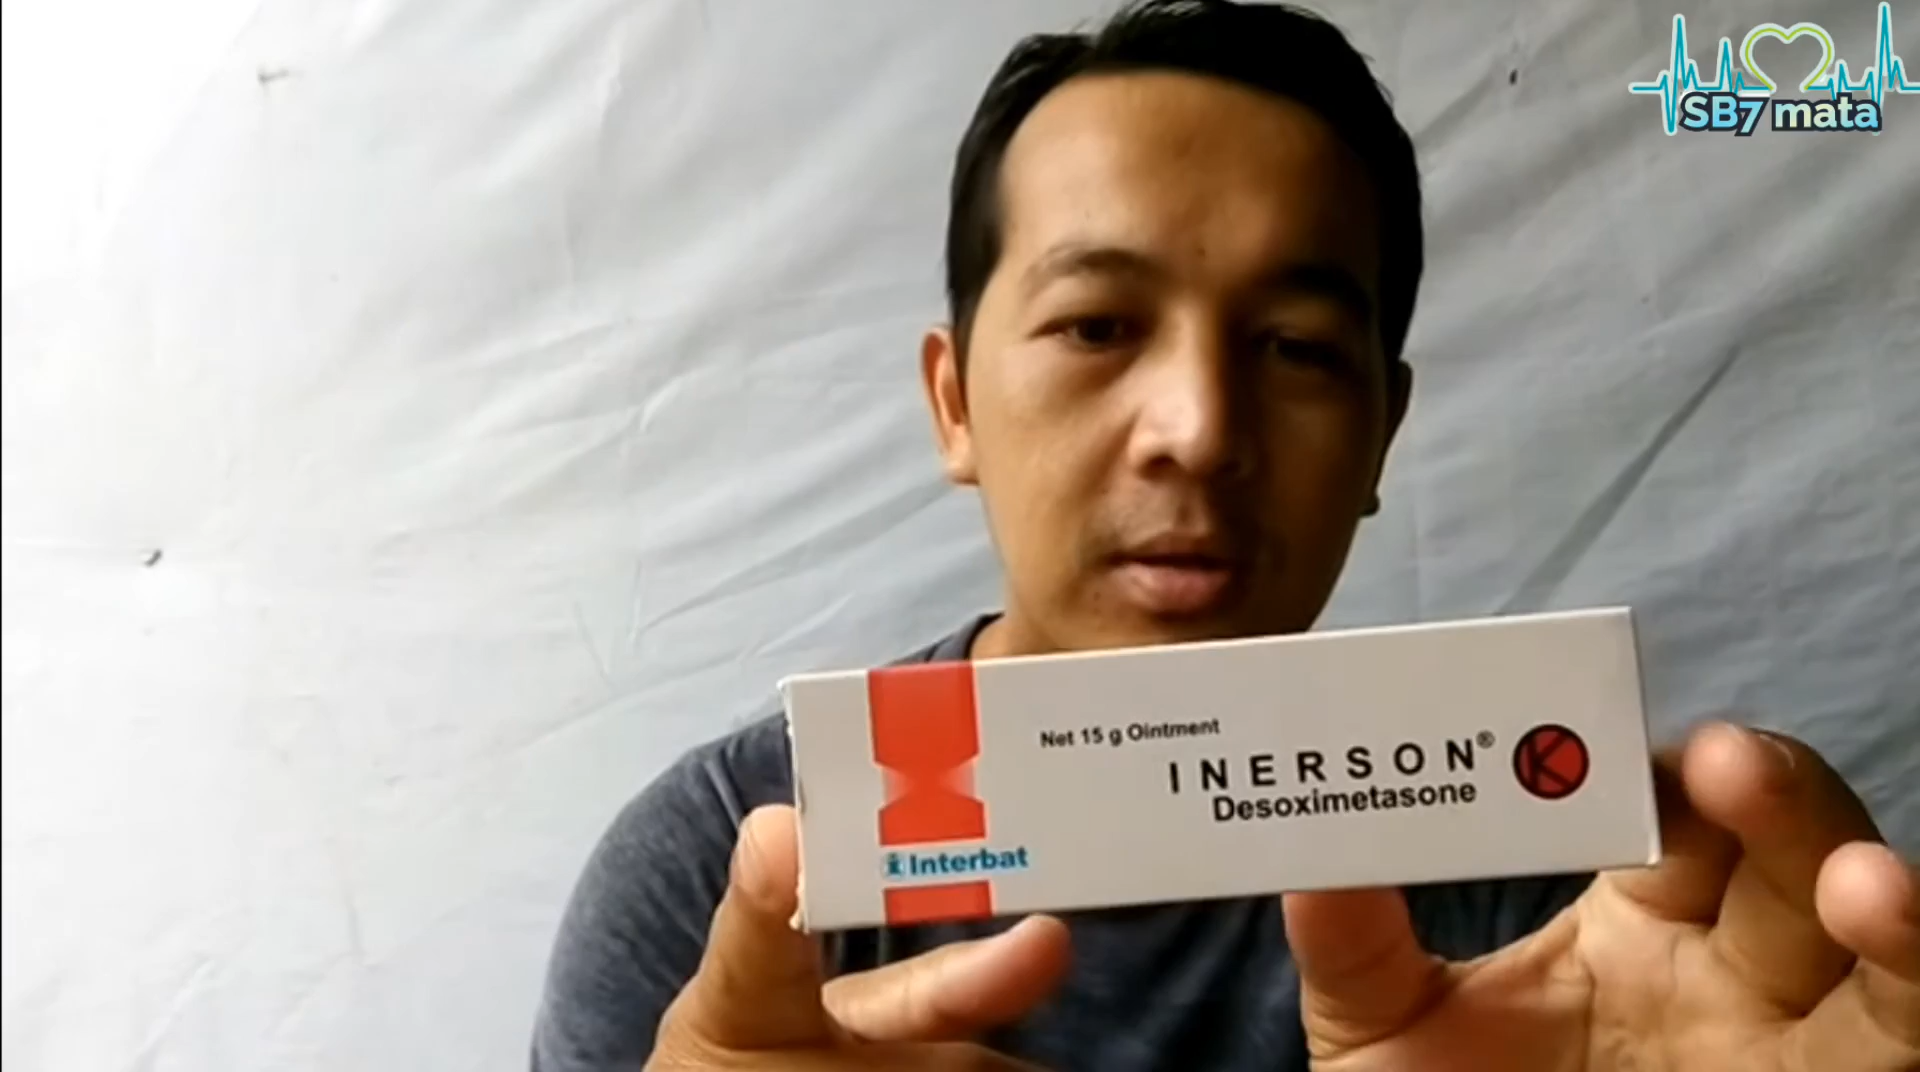 SB7 mata
Net 15 g Ointment
INERSON®
Desoximetasone
K
Interbat